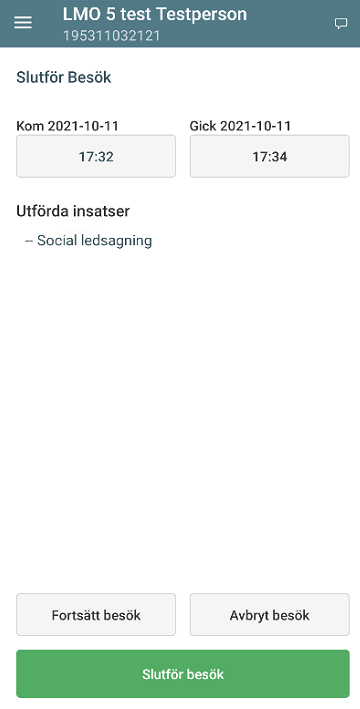 LMO 5 test Testperson
195311032121
Slutför Besök
Kom 2021-10-11 Gick 2021-10-11
17:32 17:34
Utförda insatser
-- Social ledsagning
Fortsätt besök Avbryt besök
Slutför besök